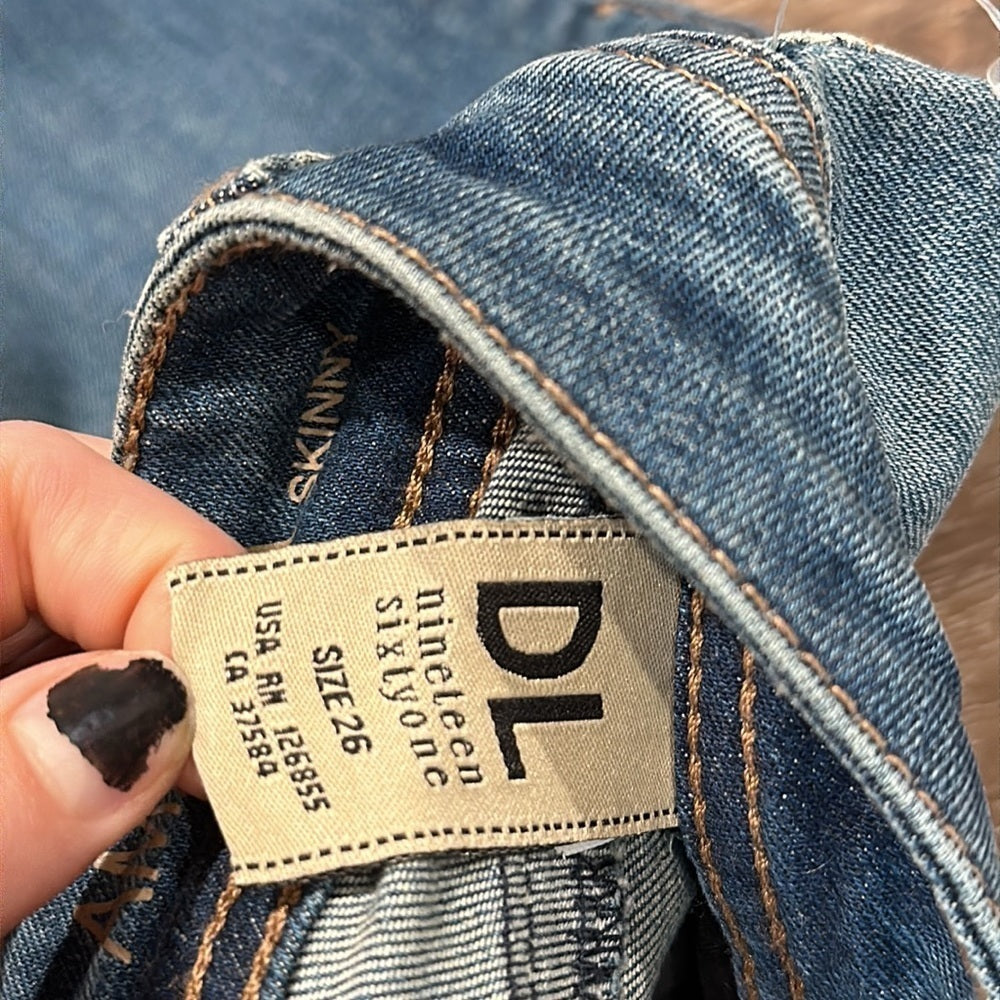 SKINNY
DL
nineteen
sixtyone
SIZE 26
USA RN 126855
CA 37584